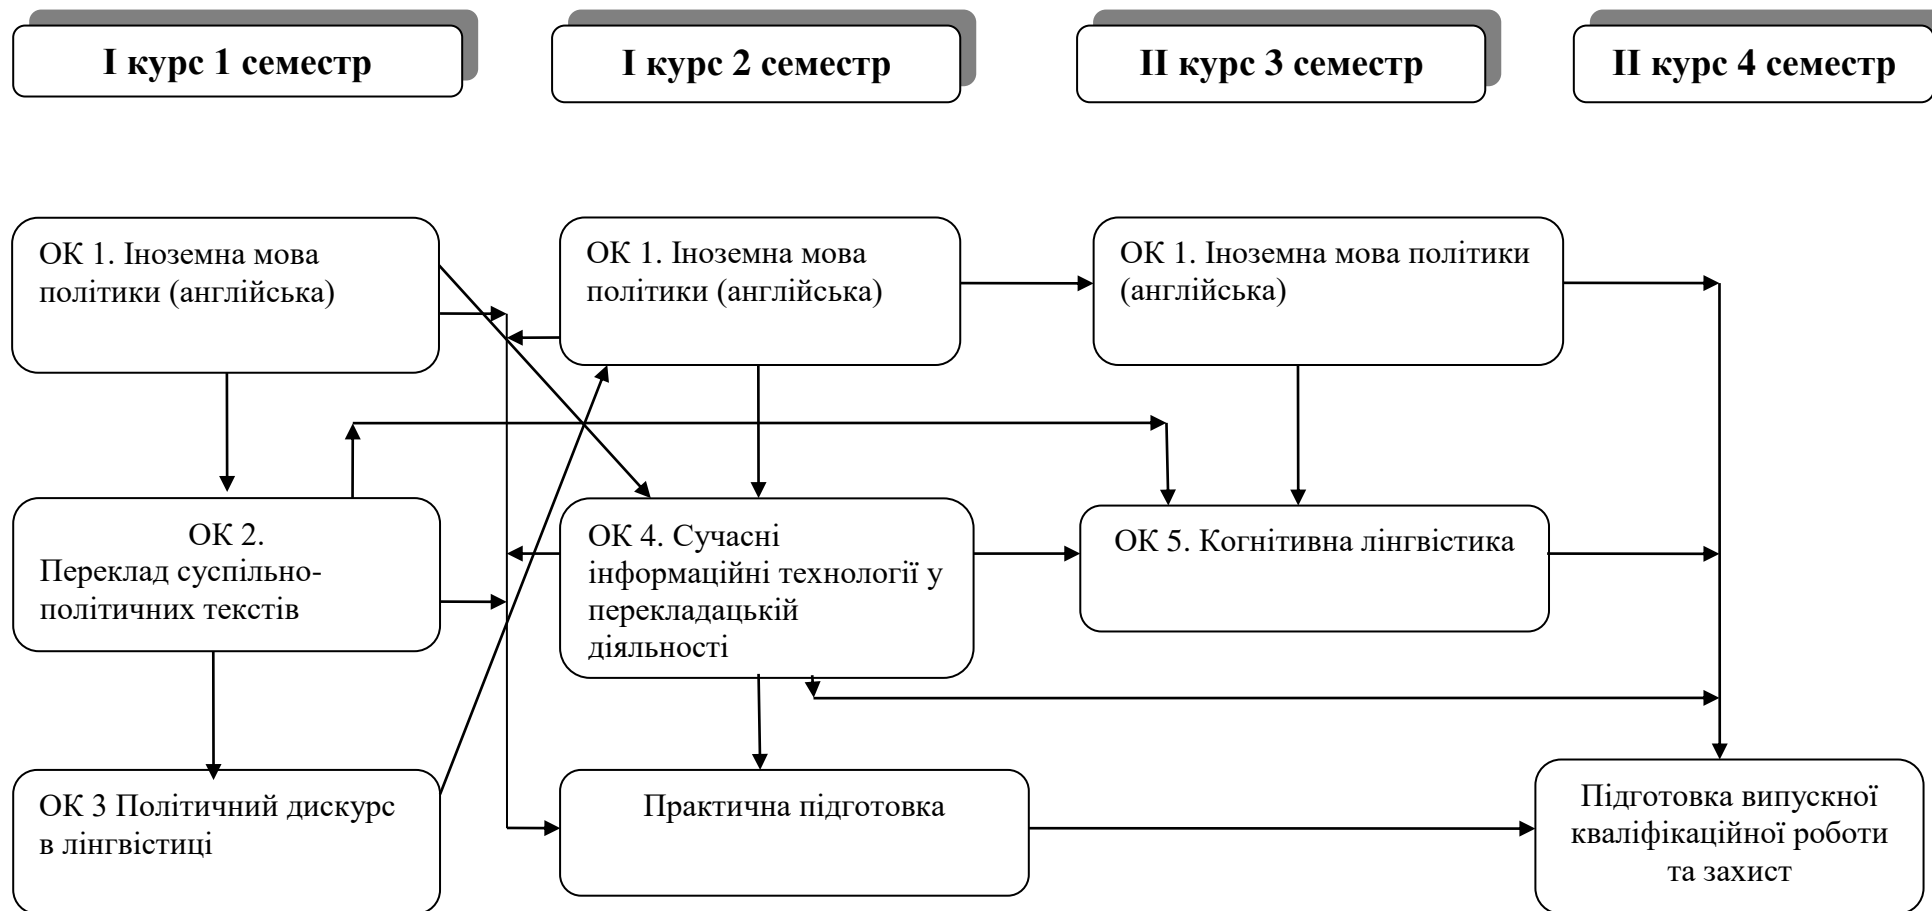 І курс 1 семестр
І курс 2 семестр
ІІ курс 3 семестр
ІІ курс 4 семестр
ОК 1. Іноземна мова
політики (англійська)
ОК 1. Іноземна мова
політики (англійська)
ОК 1. Іноземна мова політики
(англійська)
ОК 2.
Переклад суспільно-
політичних текстів
ОК 4. Сучасні
інформаційні технології у
перекладацькій
діяльності
ОК 5. Когнітивна лінгвістика
ОК 3 Політичний дискурс
в лінгвістиці
Практична підготовка
Підготовка випускної
кваліфікаційної роботи
та захист